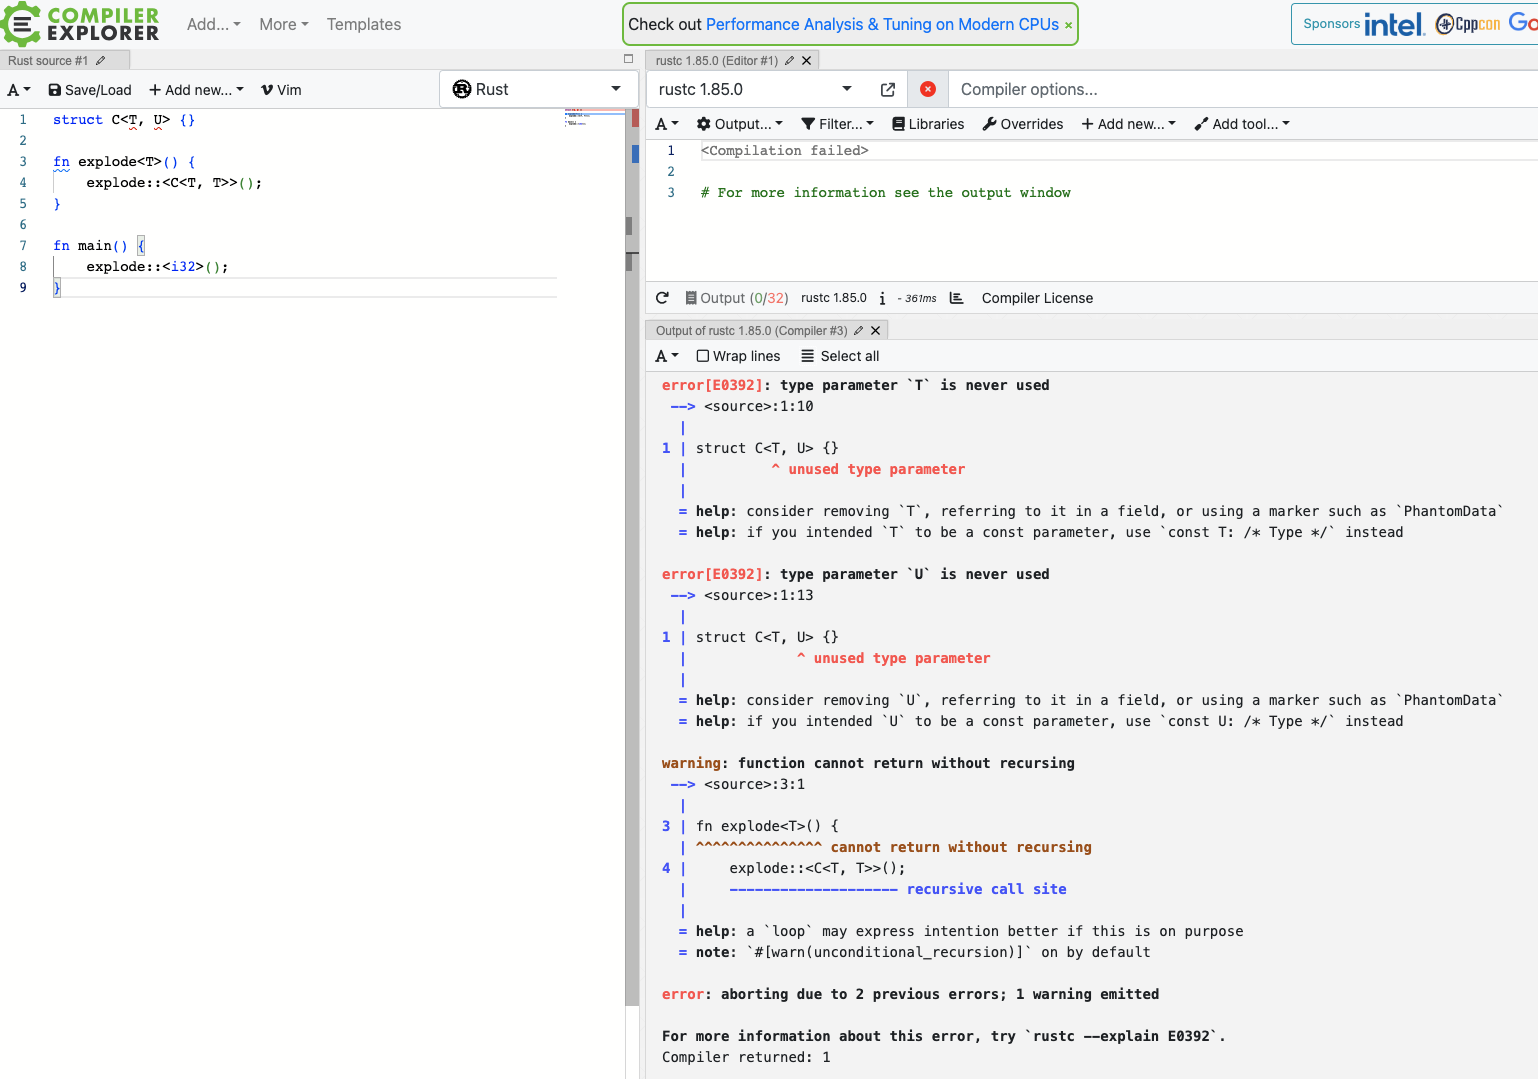 COMPILER
EXPLORER
Add...
More
Templates
Check out Performance Analysis & Tuning on Modern CPUs ×
Sponsors intel. Cppcon Go
Rust source #1
A
Save/Load
+ Add new...
Vim
Rust
1 struct C<T, U> {}
2
3 fn explode<T>() {
4     explode::<C<T, T>>();
5 }
6
7 fn main() {
8     explode::<i32>();
9 }
rustc 1.85.0 (Editor #1)
rustc 1.85.0
Compiler options...
A
Output...
Filter...
Libraries
Overrides
+ Add new...
Add tool...
1 <Compilation failed>
2
3 # For more information see the output window
Output (0/32) rustc 1.85.0 i - 361ms Compiler License
Output of rustc 1.85.0 (Compiler #3)
A
Wrap lines
Select all
error[E0392]: type parameter `T` is never used
 --> <source>:1:10
  |
1 | struct C<T, U> {}
  |          ^ unused type parameter
  |
  = help: consider removing `T`, referring to it in a field, or using a marker such as `PhantomData`
  = help: if you intended `T` to be a const parameter, use `const T: /* Type */` instead
error[E0392]: type parameter `U` is never used
 --> <source>:1:13
  |
1 | struct C<T, U> {}
  |             ^ unused type parameter
  |
  = help: consider removing `U`, referring to it in a field, or using a marker such as `PhantomData`
  = help: if you intended `U` to be a const parameter, use `const U: /* Type */` instead
warning: function cannot return without recursing
 --> <source>:3:1
  |
3 | fn explode<T>() {
  | ^^^^^^^^^^^^^^^ cannot return without recursing
4 |     explode::<C<T, T>>();
  |     -------------------- recursive call site
  |
  = help: a `loop` may express intention better if this is on purpose
  = note: `#[warn(unconditional_recursion)]` on by default
error: aborting due to 2 previous errors; 1 warning emitted
For more information about this error, try `rustc --explain E0392`.
Compiler returned: 1